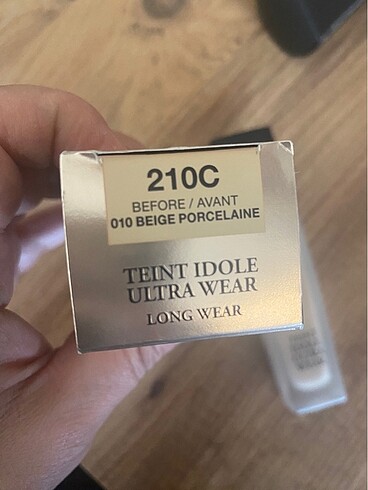 210C
BEFORE / AVANT
010 BEIGE PORCELAINE
TEINT IDOLE
ULTRA WEAR
LONG WEAR